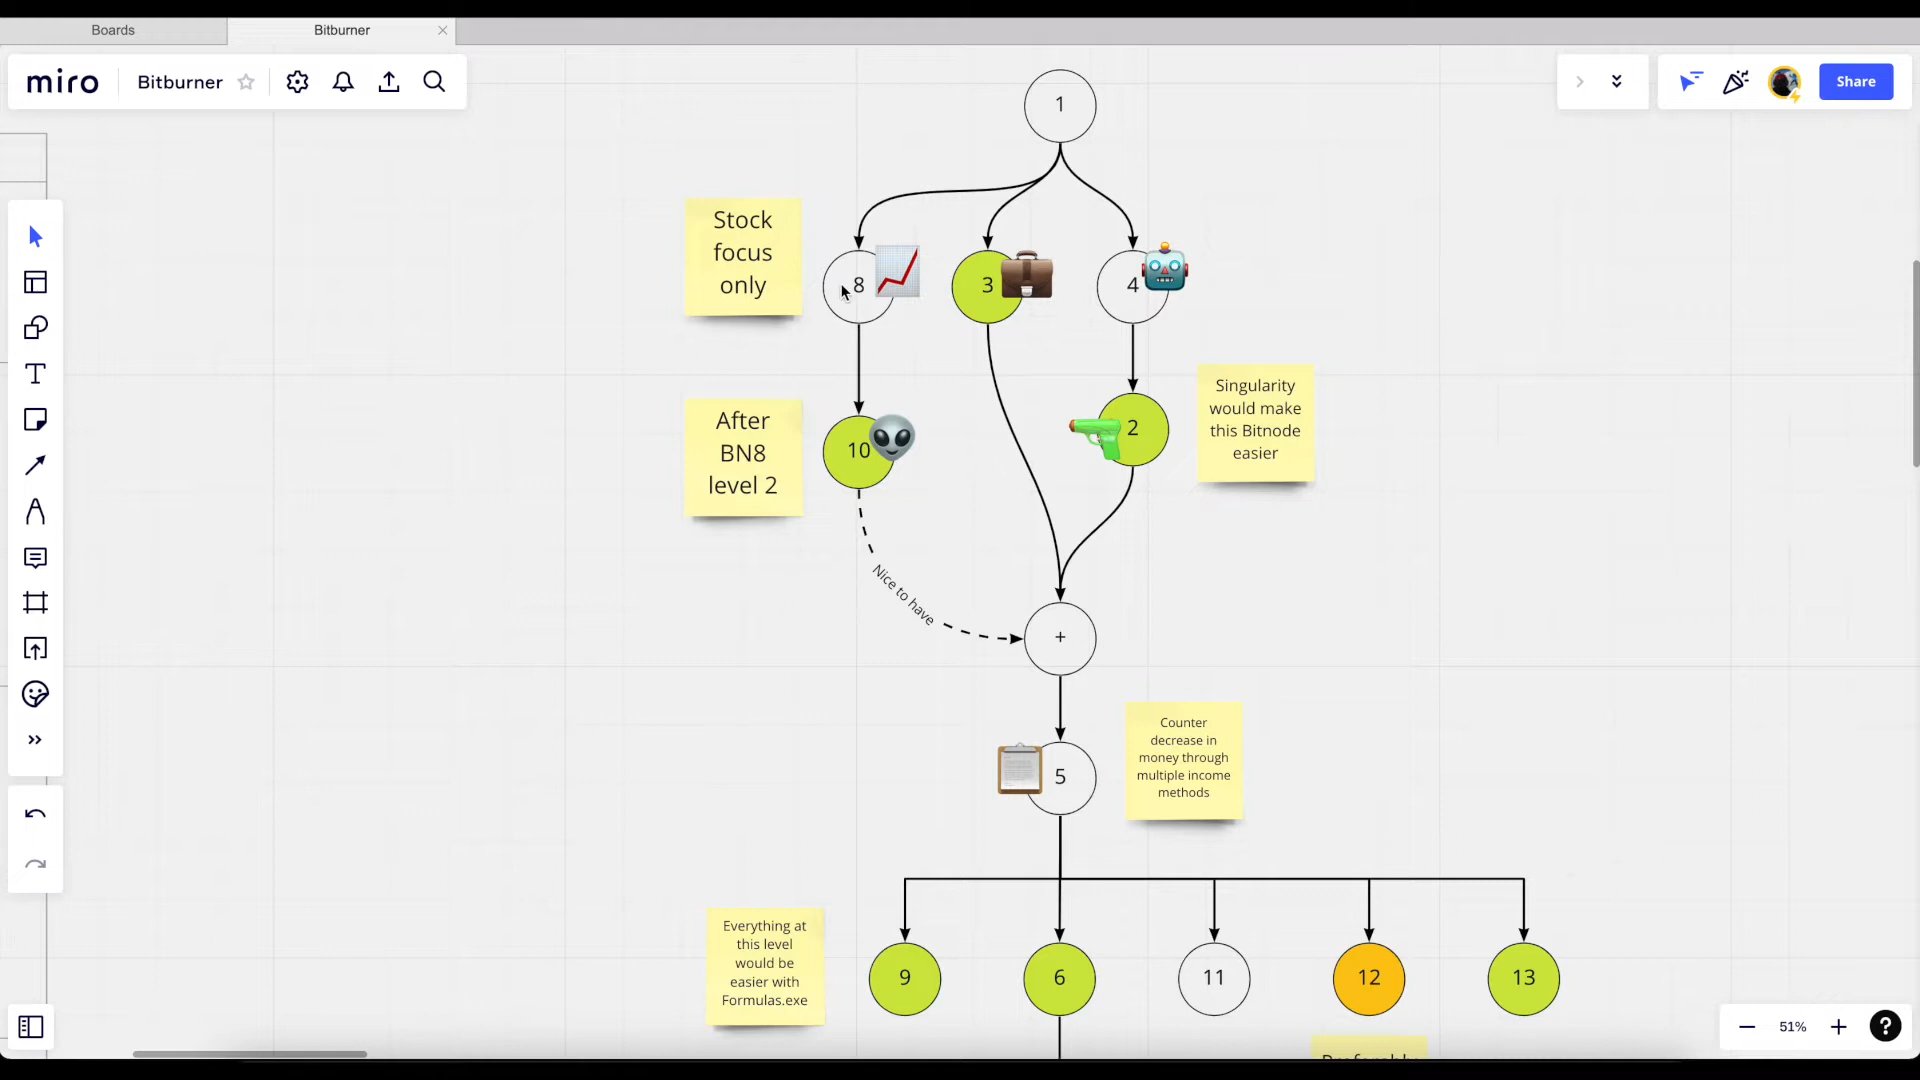 Boards
Bitburner
miro
Bitburner
Share
1
Stock
focus
only
8
3
4
Singularity
would make
this Bitnode
easier
After
BN8
level 2
10
2
Nice to have
+
5
Counter
decrease in
money through
multiple income
methods
Everything at
this level
would be
easier with
Formulas.exe
9
6
11
12
13
51%